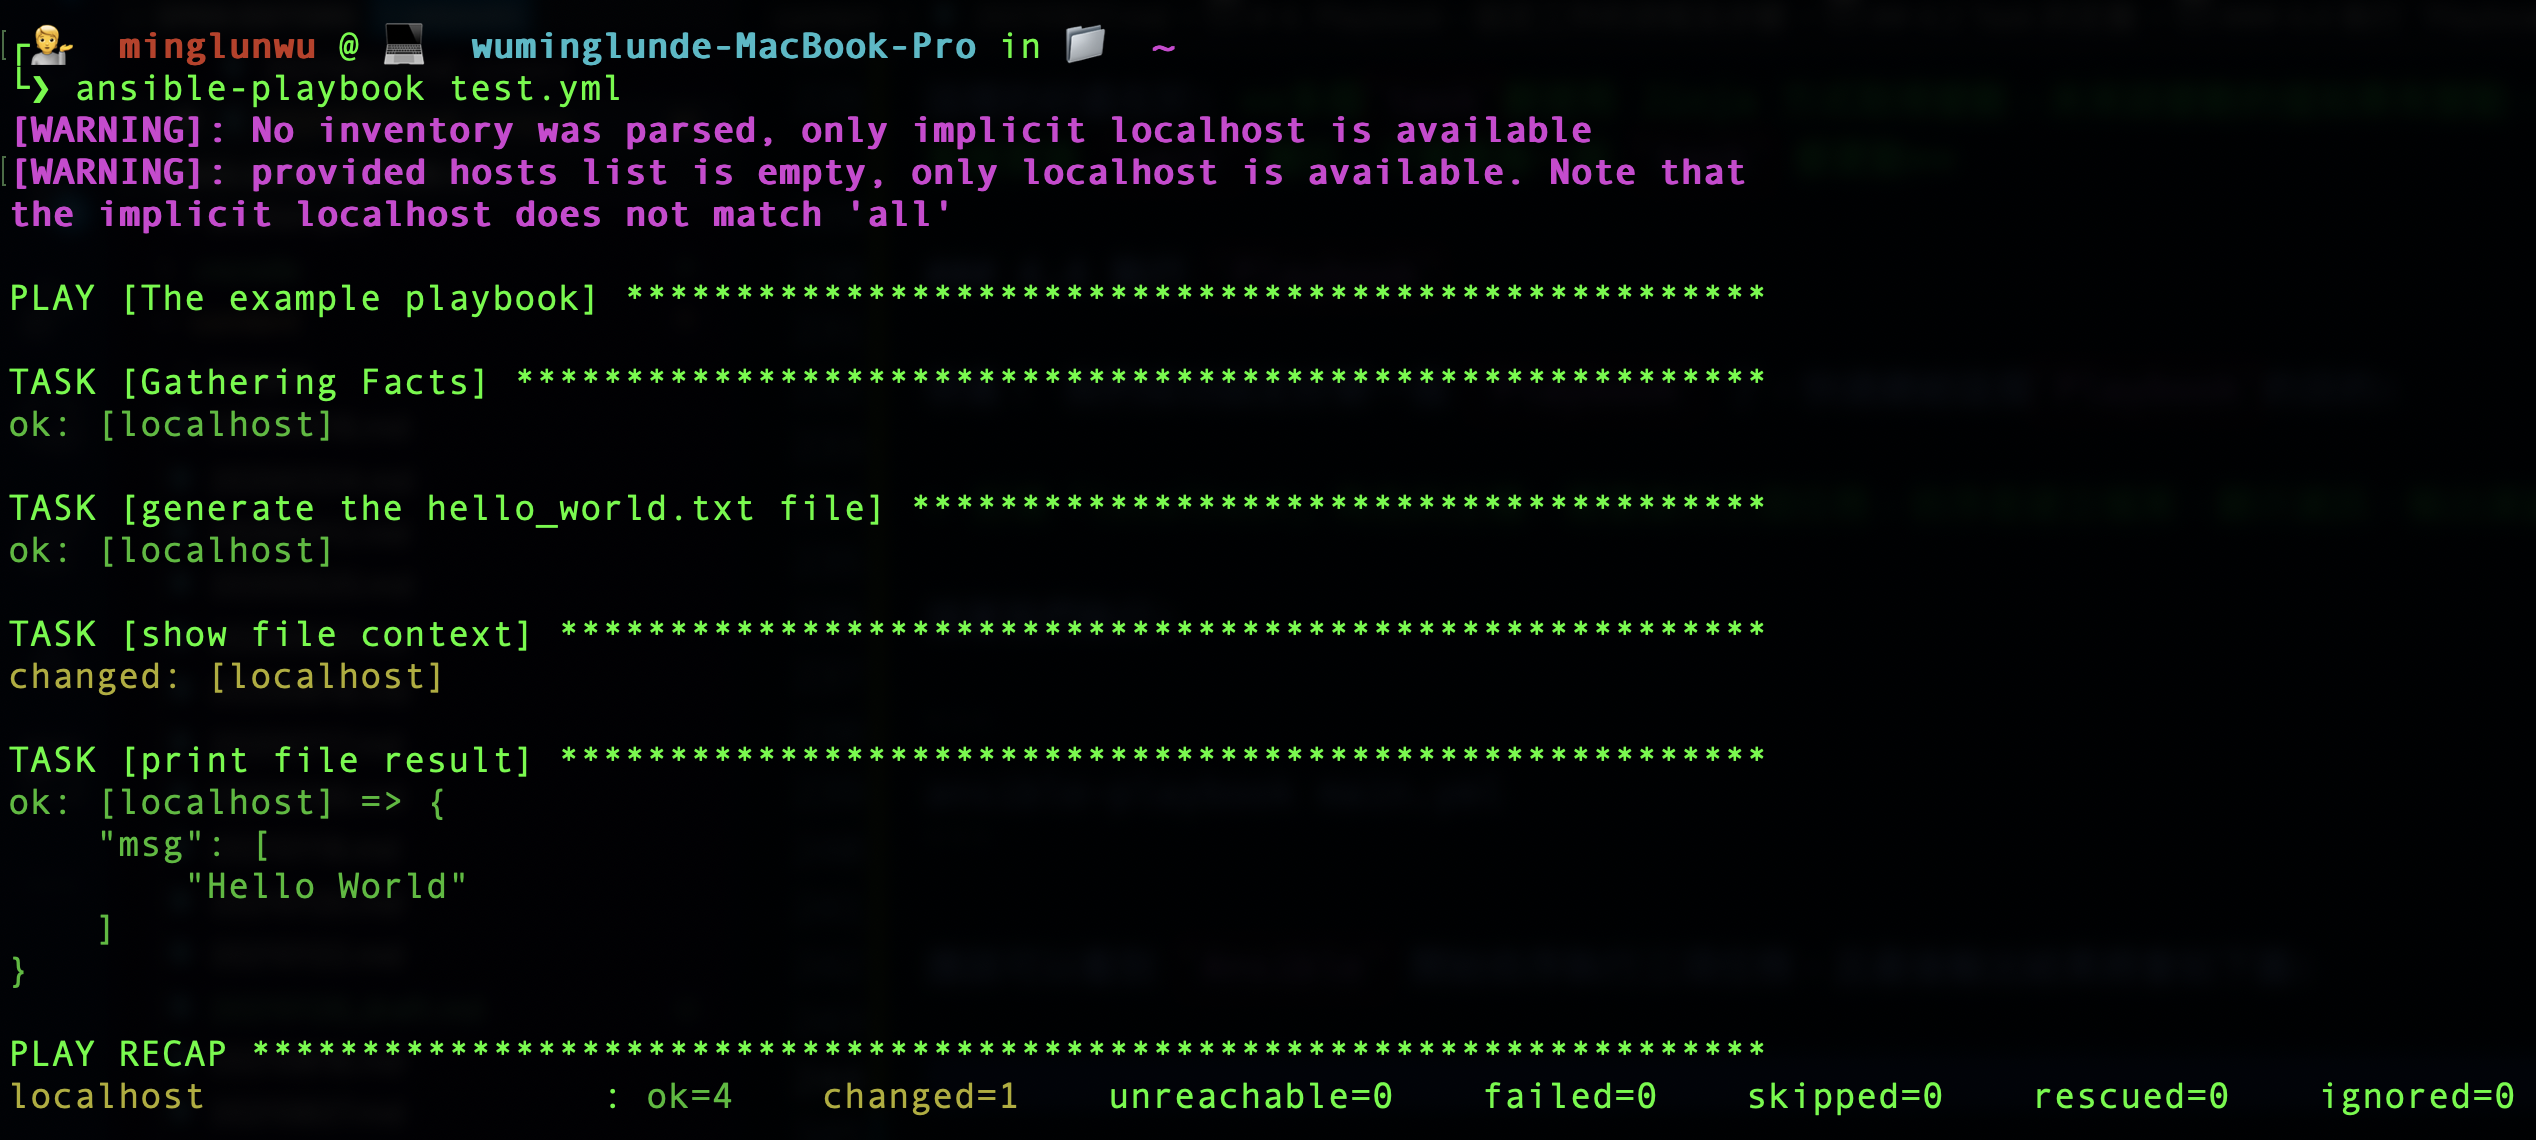 minglunwu @ wuminglunde-MacBook-Pro in ~
❯ ansible-playbook test.yml
[WARNING]: No inventory was parsed, only implicit localhost is available
[WARNING]: provided hosts list is empty, only localhost is available. Note that
the implicit localhost does not match 'all'
PLAY [The example playbook] ****************************************************
TASK [Gathering Facts] *********************************************************
ok: [localhost]
TASK [generate the hello_world.txt file] ***************************************
ok: [localhost]
TASK [show file context] *******************************************************
changed: [localhost]
TASK [print file result] *******************************************************
ok: [localhost] => {
    "msg": [
        "Hello World"
    ]
}
PLAY RECAP *********************************************************************
localhost                  : ok=4    changed=1    unreachable=0    failed=0    skipped=0    rescued=0    ignored=0